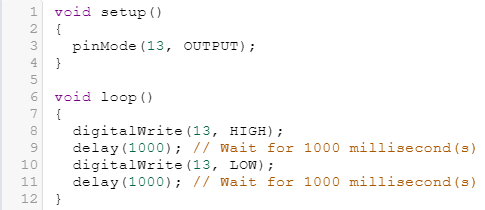 1 void setup()
2 {
3   pinMode(13, OUTPUT);
4 }
5
6 void loop()
7 {
8   digitalWrite(13, HIGH);
9   delay(1000); // Wait for 1000 millisecond(s)
10   digitalWrite(13, LOW);
11   delay(1000); // Wait for 1000 millisecond(s)
12 }